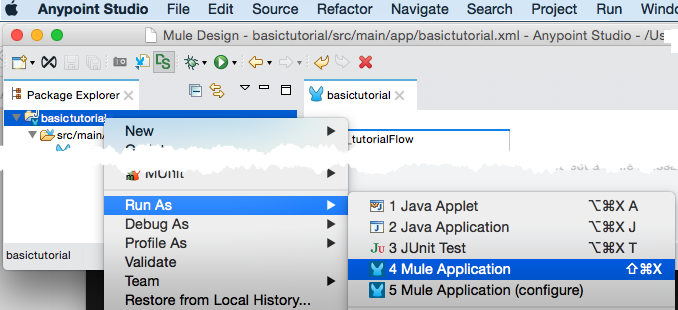 Anypoint Studio File Edit Source Refactor Navigate Search Project Run
Mule Design - basictutorial/src/main/app/basictutorial.xml - Anypoint Studio - /Us
DS
Package Explorer
basictutorial
basictutorial
src/main/
_tutorialFlow
New
MUnit
Run As
Debug As
Profile As
Validate
Team
Restore from Local History...
1 Java Applet ⌥⌘X A
2 Java Application ⌥⌘X J
JU 3 JUnit Test ⌥⌘X T
4 Mule Application ⇧⌘X
5 Mule Application (configure)
basictutorial